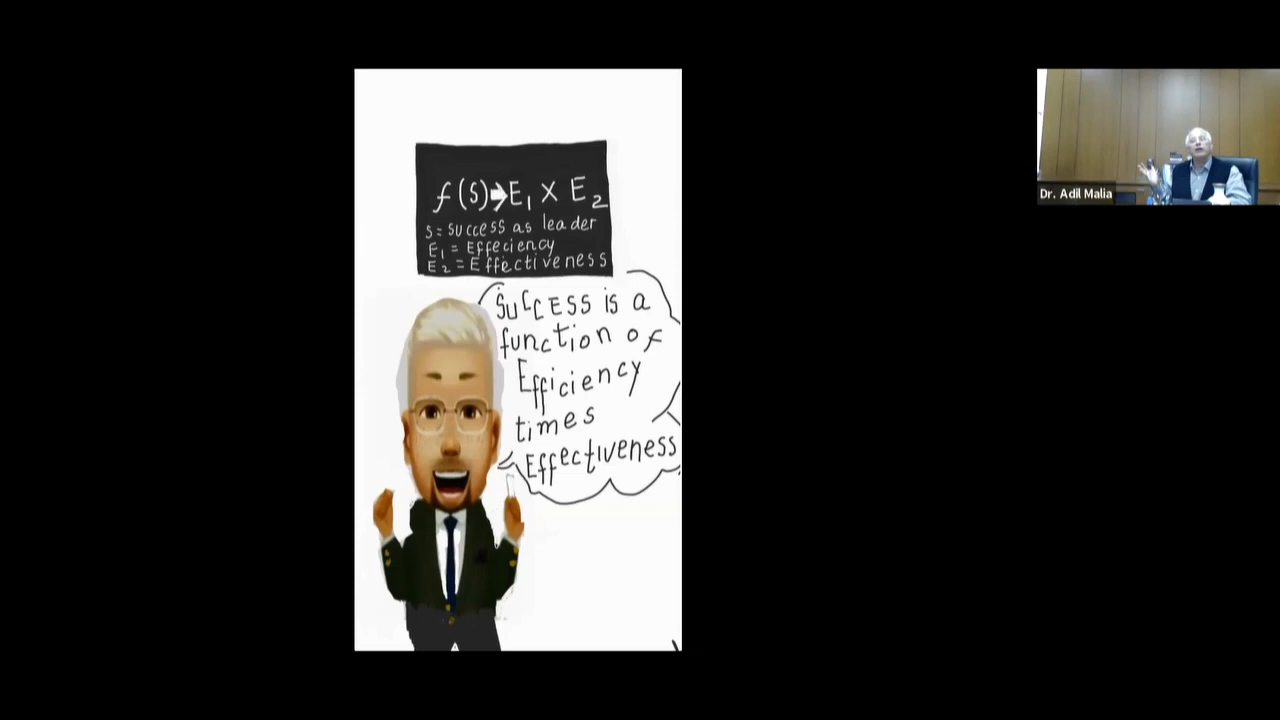 f(S)➔E₁ X E₂
S = success as leader
E₁ = Effeciency
E₂ = Effectiveness
SuCCESS is a
function of
Efficiency
times
Effectiveness
Dr. Adil Malia